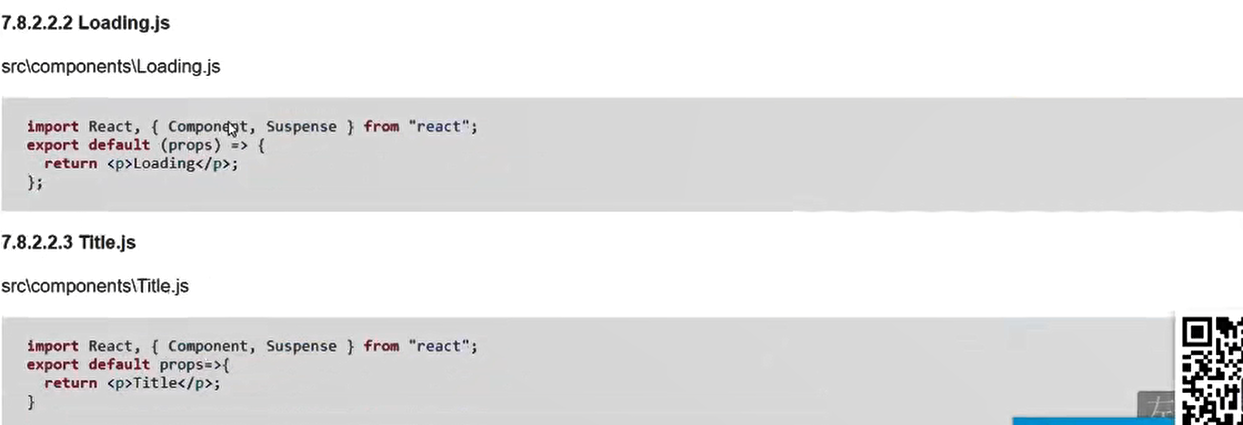 7.8.2.2.2 Loading.js
src\components\Loading.js
import React, { Component, Suspense } from "react";
export default (props) => {
  return <p>Loading</p>;
};
7.8.2.2.3 Title.js
src\components\Title.js
import React, { Component, Suspense } from "react";
export default props=>{
  return <p>Title</p>;
}
左